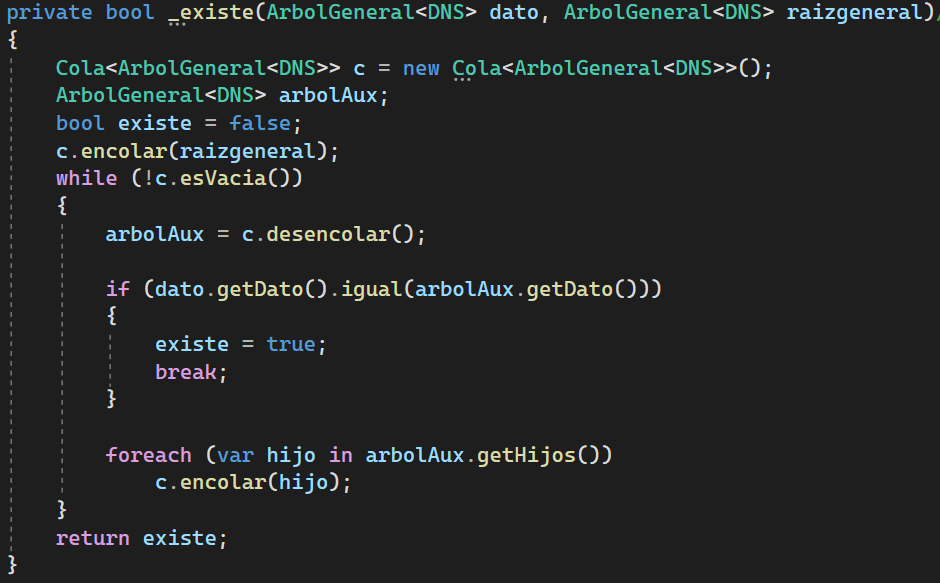 private bool _existe(ArbolGeneral<DNS> dato, ArbolGeneral<DNS> raizgeneral)
{
Cola<ArbolGeneral<DNS>> c = new Cola<ArbolGeneral<DNS>>();
ArbolGeneral<DNS> arbolAux;
bool existe = false;
c.encolar(raizgeneral);
while (!c.esVacia())
{
arbolAux = c.desencolar();
if (dato.getDato().igual(arbolAux.getDato()))
{
existe = true;
break;
}
foreach (var hijo in arbolAux.getHijos())
c.encolar(hijo);
}
return existe;
}